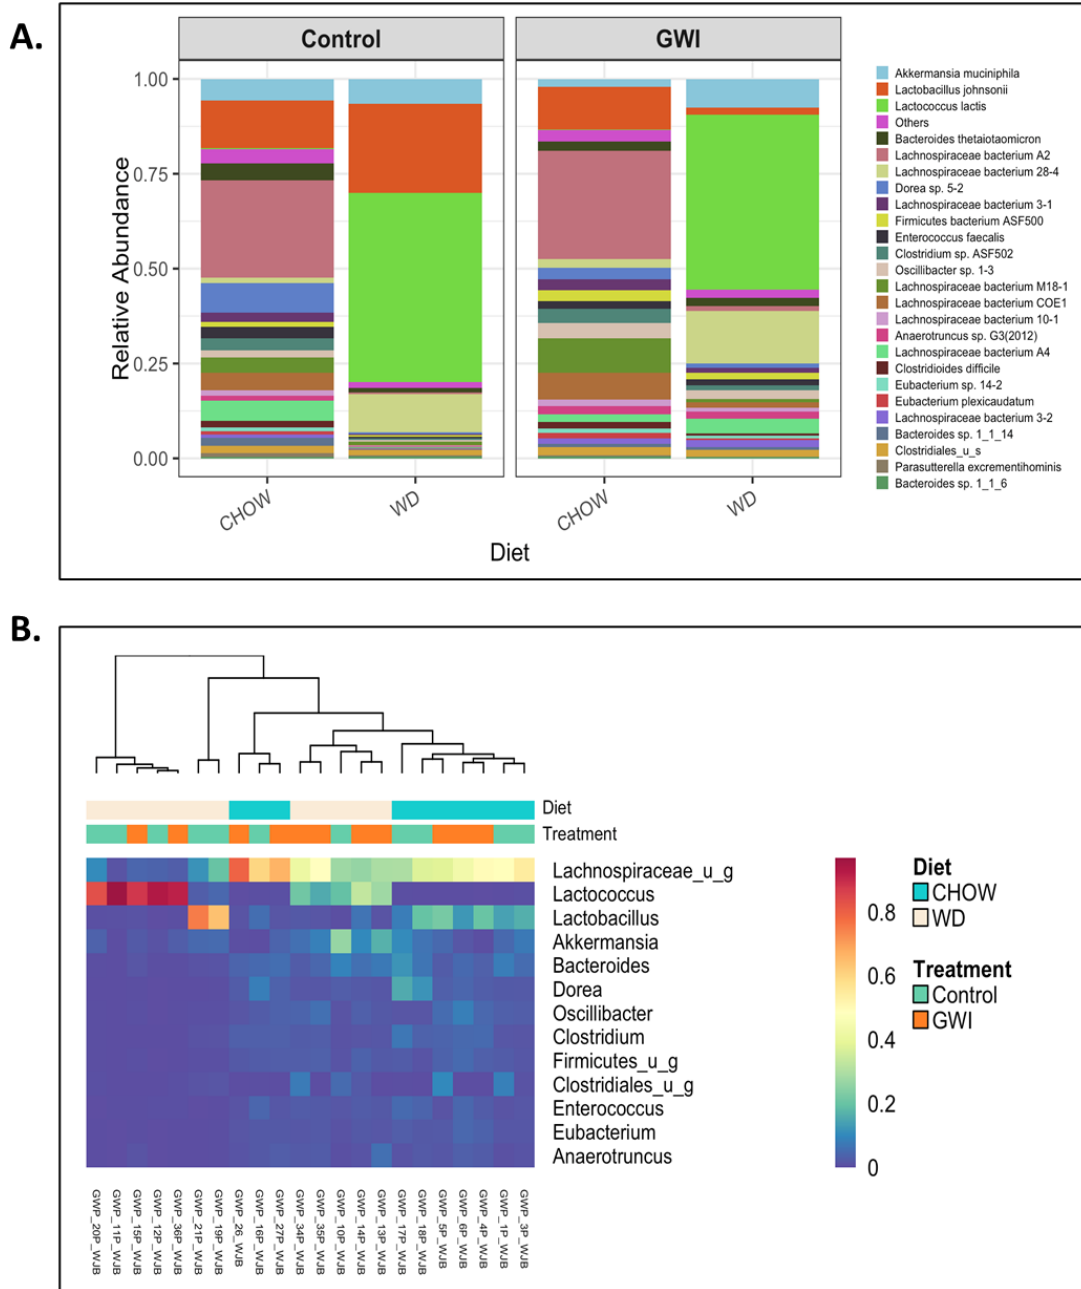 A.
Control
GWI
1.00
0.75
0.50
0.25
0.00
Relative Abundance
CHOW
WD
CHOW
WD
Diet
Akkermansia muciniphila
Lactobacillus johnsonii
Lactococcus lactis
Others
Bacteroides thetaiotaomicron
Lachnospiraceae bacterium A2
Lachnospiraceae bacterium 28-4
Dorea sp. 5-2
Lachnospiraceae bacterium 3-1
Firmicutes bacterium ASF500
Enterococcus faecalis
Clostridium sp. ASF502
Oscillibacter sp. 1-3
Lachnospiraceae bacterium M18-1
Lachnospiraceae bacterium COE1
Lachnospiraceae bacterium 10-1
Anaerotruncus sp. G3(2012)
Lachnospiraceae bacterium A4
Clostridioides difficile
Eubacterium sp. 14-2
Eubacterium plexicaudatum
Lachnospiraceae bacterium 3-2
Bacteroides sp. 1_1_14
Clostridiales_u_s
Parasutterella excrementihominis
Bacteroides sp. 1_1_6
B.
Diet
Treatment
Lachnospiraceae_u_g
Lactococcus
Lactobacillus
Akkermansia
Bacteroides
Dorea
Oscillibacter
Clostridium
Firmicutes_u_g
Clostridiales_u_g
Enterococcus
Eubacterium
Anaerotruncus
0.8
0.6
0.4
0.2
0
Diet
CHOW
WD
Treatment
Control
GWI
GWP_20P_WJB
GWP_11P_WJB
GWP_15P_WJB
GWP_12P_WJB
GWP_36P_WJB
GWP_21P_WJB
GWP_19P_WJB
GWP_26_WJB
GWP_16P_WJB
GWP_27P_WJB
GWP_34P_WJB
GWP_35P_WJB
GWP_10P_WJB
GWP_14P_WJB
GWP_13P_WJB
GWP_17P_WJB
GWP_18P_WJB
GWP_5P_WJB
GWP_6P_WJB
GWP_4P_WJB
GWP_1P_WJB
GWP_3P_WJB